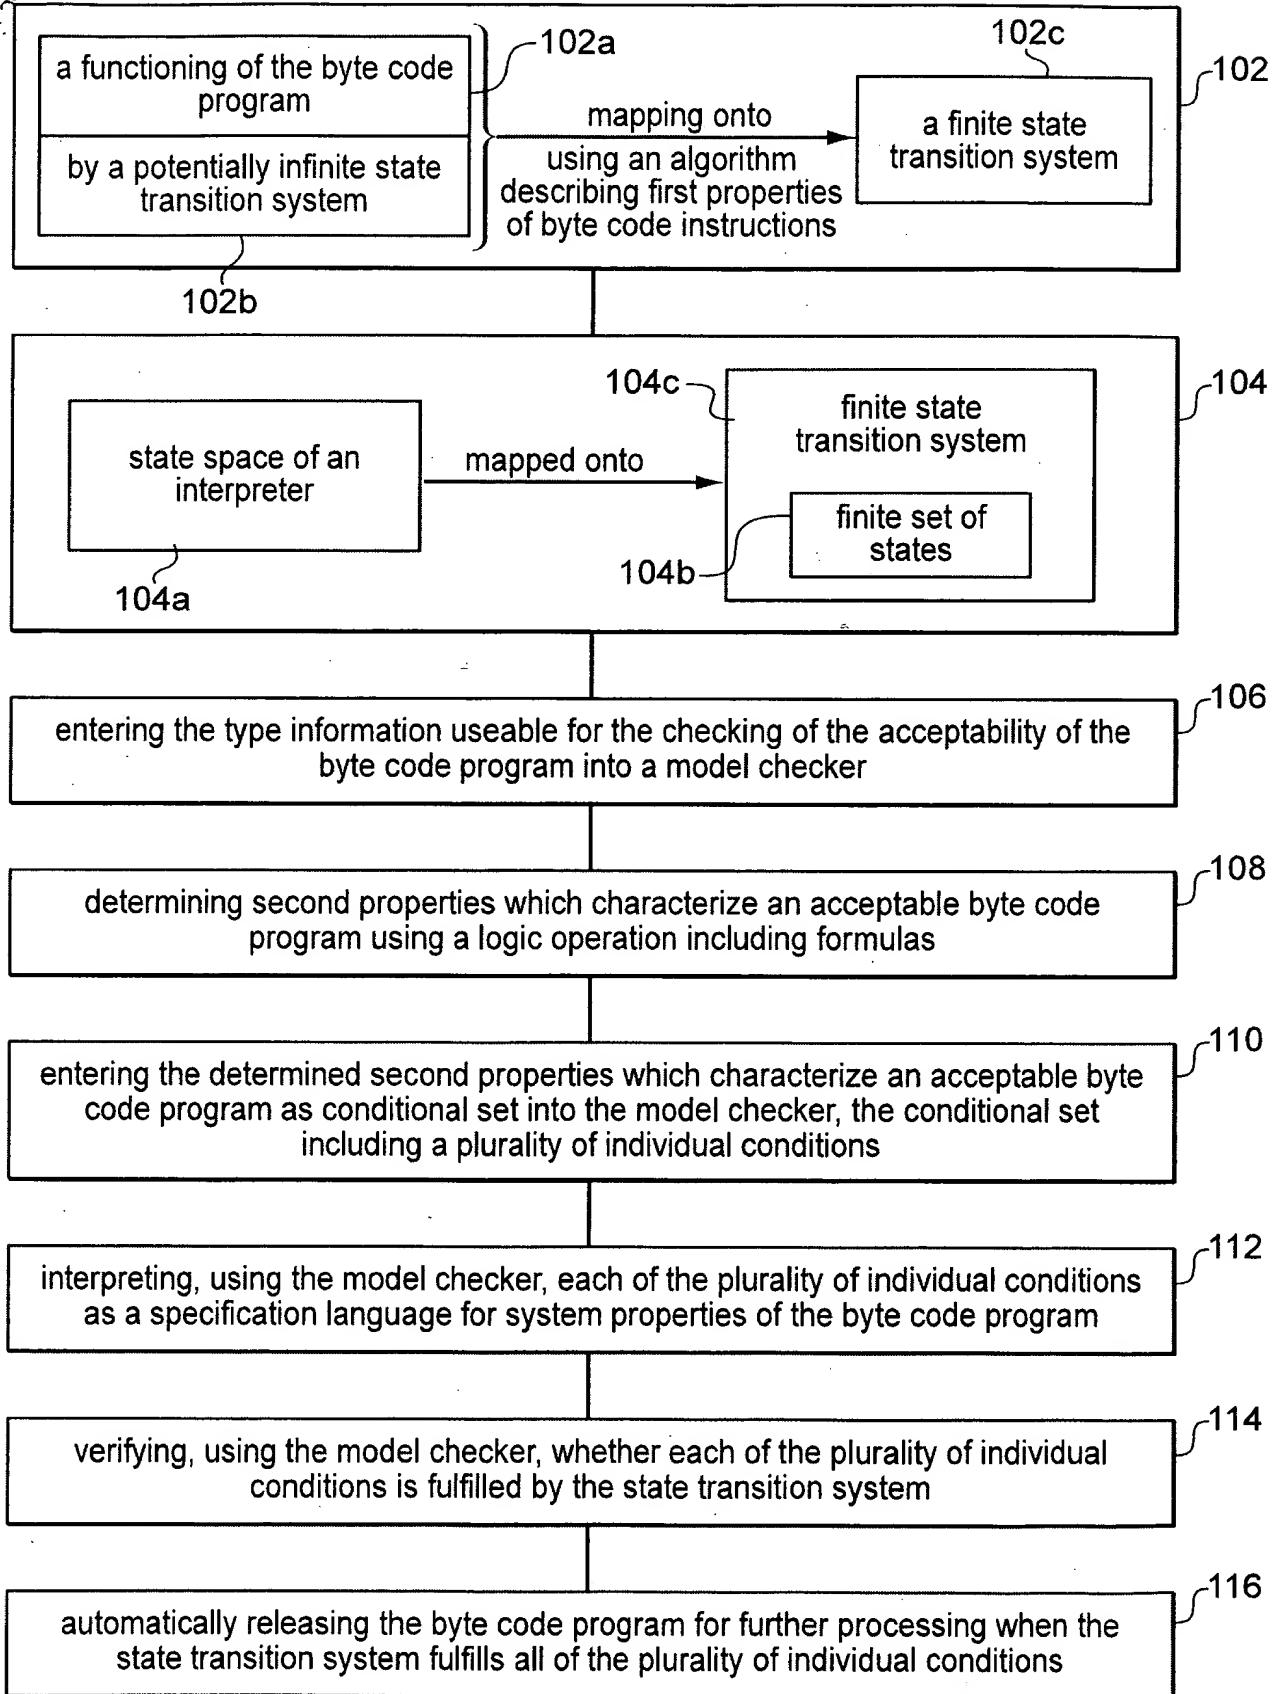 102a
102c
102
a functioning of the byte code
program
by a potentially infinite state
transition system
mapping onto
using an algorithm
describing first properties
of byte code instructions
a finite state
transition system
102b
104
104c
state space of an
interpreter
mapped onto
finite state
transition system
finite set of
states
104b
104a
106
entering the type information useable for the checking of the acceptability of the
byte code program into a model checker
108
determining second properties which characterize an acceptable byte code
program using a logic operation including formulas
110
entering the determined second properties which characterize an acceptable byte
code program as conditional set into the model checker, the conditional set
including a plurality of individual conditions
112
interpreting, using the model checker, each of the plurality of individual conditions
as a specification language for system properties of the byte code program
114
verifying, using the model checker, whether each of the plurality of individual
conditions is fulfilled by the state transition system
116
automatically releasing the byte code program for further processing when the
state transition system fulfills all of the plurality of individual conditions